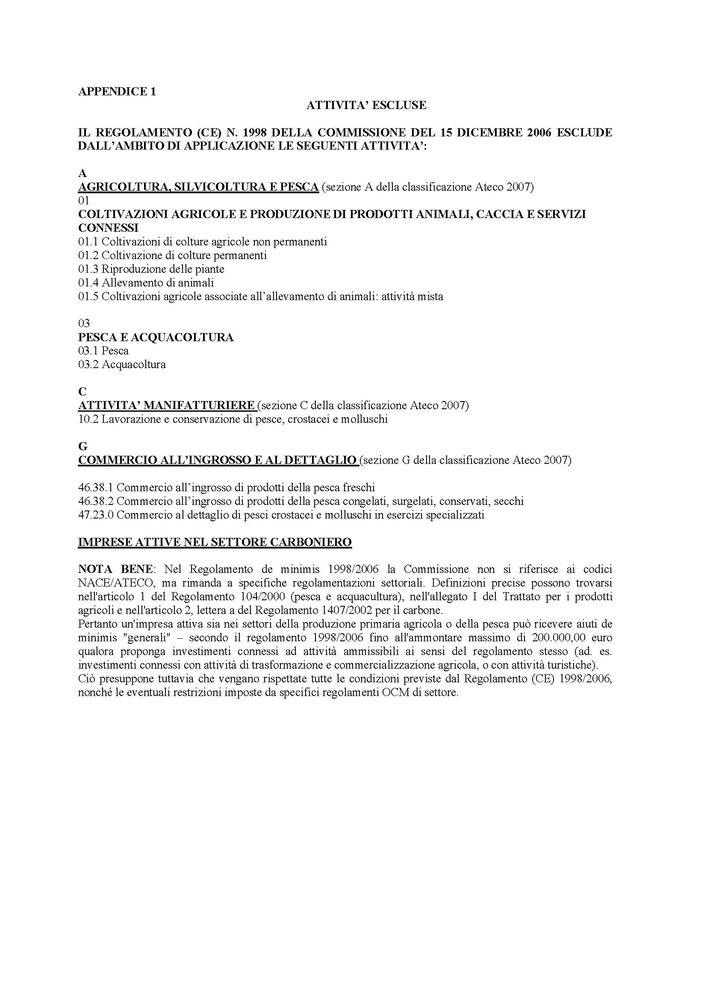 APPENDICE 1
ATTIVITA’ ESCLUSE
IL REGOLAMENTO (CE) N. 1998 DELLA COMMISSIONE DEL 15 DICEMBRE 2006 ESCLUDE
DALL’AMBITO DI APPLICAZIONE LE SEGUENTI ATTIVITA’:
A
AGRICOLTURA, SILVICOLTURA E PESCA (sezione A della classificazione Ateco 2007)
01
COLTIVAZIONI AGRICOLE E PRODUZIONE DI PRODOTTI ANIMALI, CACCIA E SERVIZI
CONNESSI
01.1 Coltivazioni di colture agricole non permanenti
01.2 Coltivazione di colture permanenti
01.3 Riproduzione delle piante
01.4 Allevamento di animali
01.5 Coltivazioni agricole associate all’allevamento di animali: attività mista
03
PESCA E ACQUACOLTURA
03.1 Pesca
03.2 Acquacoltura
C
ATTIVITA’ MANIFATTURIERE (sezione C della classificazione Ateco 2007)
10.2 Lavorazione e conservazione di pesce, crostacei e molluschi
G
COMMERCIO ALL’INGROSSO E AL DETTAGLIO (sezione G della classificazione Ateco 2007)
46.38.1 Commercio all’ingrosso di prodotti della pesca freschi
46.38.2 Commercio all’ingrosso di prodotti della pesca congelati, surgelati, conservati, secchi
47.23.0 Commercio al dettaglio di pesci crostacei e molluschi in esercizi specializzati
IMPRESE ATTIVE NEL SETTORE CARBONIERO
NOTA BENE: Nel Regolamento de minimis 1998/2006 la Commissione non si riferisce ai codici
NACE/ATECO, ma rimanda a specifiche regolamentazioni settoriali. Definizioni precise possono trovarsi
nell'articolo 1 del Regolamento 104/2000 (pesca e acquacultura), nell'allegato I del Trattato per i prodotti
agricoli e nell'articolo 2, lettera a del Regolamento 1407/2002 per il carbone.
Pertanto un'impresa attiva sia nei settori della produzione primaria agricola o della pesca può ricevere aiuti de
minimis "generali" – secondo il regolamento 1998/2006 fino all'ammontare massimo di 200.000,00 euro
qualora proponga investimenti connessi ad attività ammissibili ai sensi del regolamento stesso (ad. es.
investimenti connessi con attività di trasformazione e commercializzazione agricola, o con attività turistiche).
Ciò presuppone tuttavia che vengano rispettate tutte le condizioni previste dal Regolamento (CE) 1998/2006,
nonché le eventuali restrizioni imposte da specifici regolamenti OCM di settore.